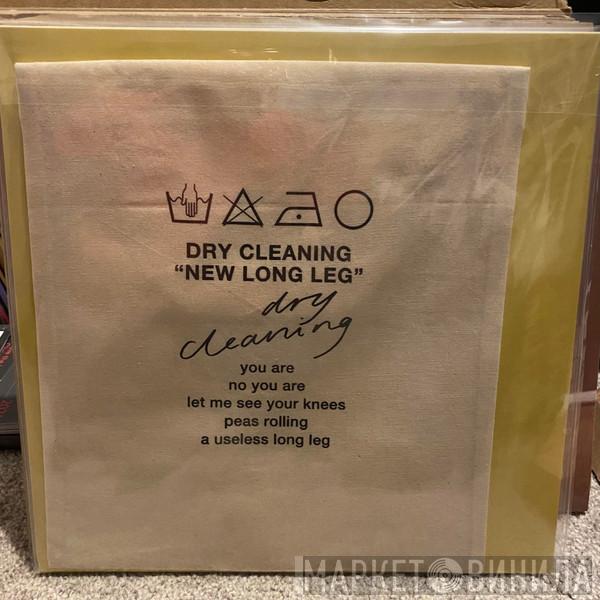 DRY CLEANING
“NEW LONG LEG”
dry
cleaning
you are
no you are
let me see your knees
peas rolling
a useless long leg
МАРКЕТ ВИНИЛА